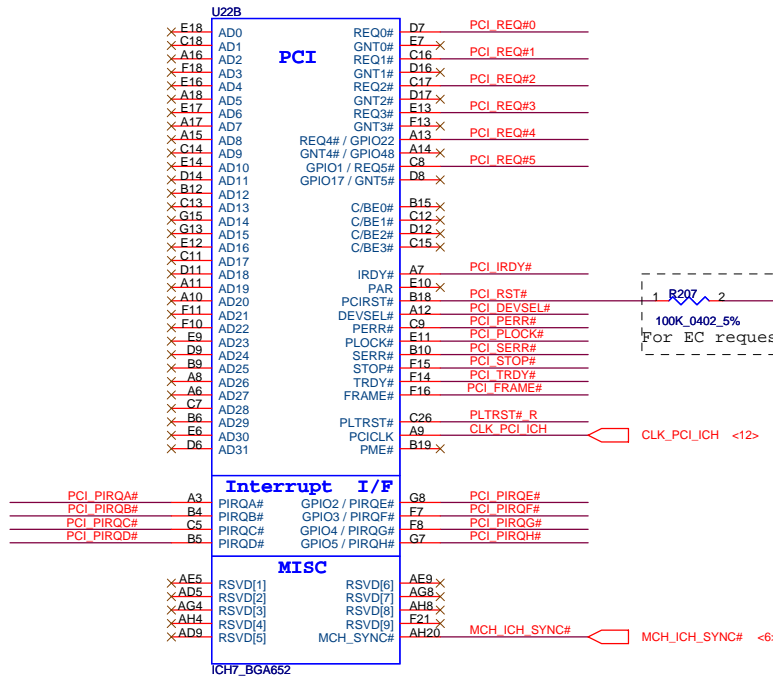 U22B
PCI
E18 AD0 REQ0# D7 PCI_REQ#0
C18 AD1 GNT0# E7
A16 AD2 REQ1# C16 PCI_REQ#1
F18 AD3 GNT1# D16
E16 AD4 REQ2# C17 PCI_REQ#2
A18 AD5 GNT2# D17
E17 AD6 REQ3# E13 PCI_REQ#3
A17 AD7 GNT3# F13
A15 AD8 REQ4# / GPIO22 A13 PCI_REQ#4
C14 AD9 GNT4# / GPIO48 A14
E14 AD10 GPIO1 / REQ5# C8 PCI_REQ#5
D14 AD11 GPIO17 / GNT5# D8
B12 AD12
C13 AD13 C/BE0# B15
G15 AD14 C/BE1# C12
G13 AD15 C/BE2# D12
E12 AD16 C/BE3# C15
C11 AD17
D11 AD18 IRDY# A7 PCI_IRDY#
A11 AD19 PAR E10
A10 AD20 PCIRST# B18 PCI_RST# 1 R207 2
F11 AD21 DEVSEL# A12 PCI_DEVSEL#
F10 AD22 PERR# C9 PCI_PERR# 100K_0402_5%
E9 AD23 PLOCK# E11 PCI_PLOCK# For EC reques
D9 AD24 SERR# B10 PCI_SERR#
B9 AD25 STOP# F15 PCI_STOP#
A8 AD26 TRDY# F14 PCI_TRDY#
A6 AD27 FRAME# F16 PCI_FRAME#
C7 AD28
B6 AD29 PLTRST# C26 PLTRST#_R
E6 AD30 PCICLK A9 CLK_PCI_ICH CLK_PCI_ICH <12>
D6 AD31 PME# B19
Interrupt I/F
PCI_PIRQA# A3 PIRQA# GPIO2 / PIRQE# G8 PCI_PIRQE#
PCI_PIRQB# B4 PIRQB# GPIO3 / PIRQF# F7 PCI_PIRQF#
PCI_PIRQC# C5 PIRQC# GPIO4 / PIRQG# F8 PCI_PIRQG#
PCI_PIRQD# B5 PIRQD# GPIO5 / PIRQH# G7 PCI_PIRQH#
MISC
AE5 RSVD[1] RSVD[6] AE9
AD5 RSVD[2] RSVD[7] AG8
AG4 RSVD[3] RSVD[8] AH8
AH4 RSVD[4] RSVD[9] F21
AD9 RSVD[5] MCH_SYNC# AH20 MCH_ICH_SYNC# MCH_ICH_SYNC# <6>
ICH7_BGA652